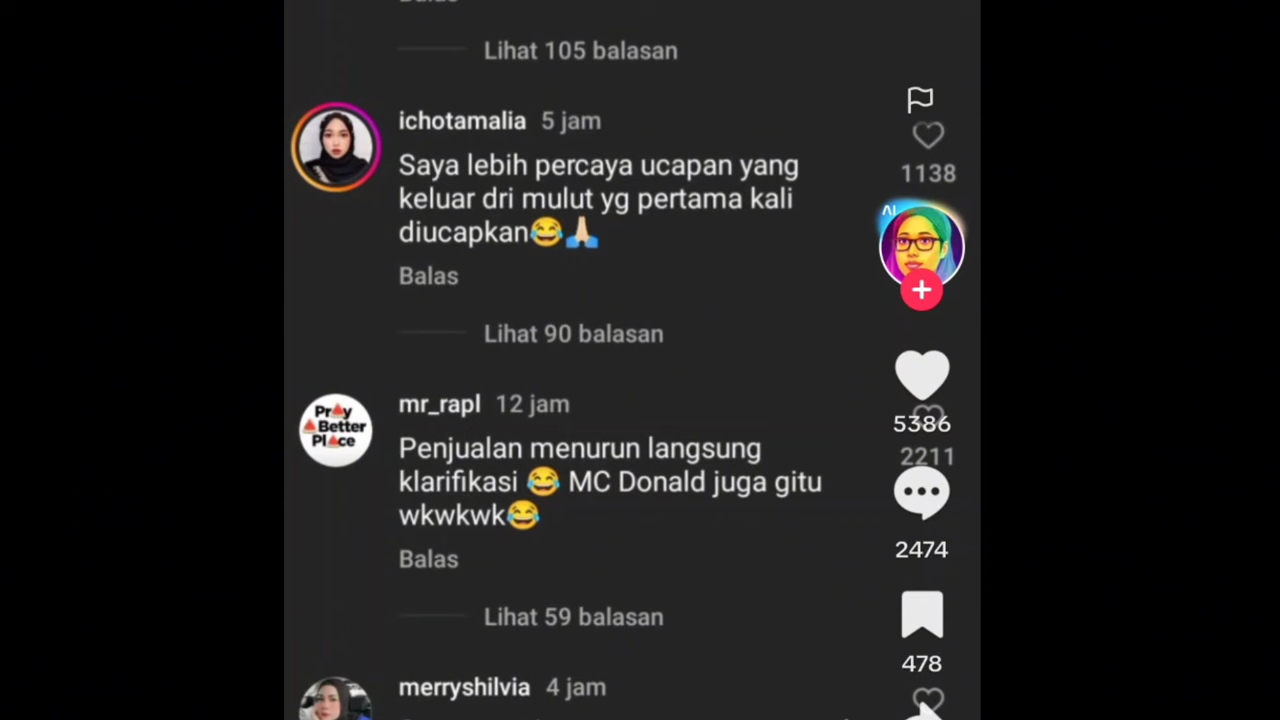 Lihat 105 balasan
ichotamalia 5 jam
Saya lebih percaya ucapan yang
keluar dri mulut yg pertama kali
diucapkan😂🙏🏻
1138
AI
Balas
Lihat 90 balasan
Pray
A Better
Place
mr_rapl 12 jam
Penjualan menurun langsung
klarifikasi 😂 MC Donald juga gitu
wkwkwk😂
5386
2211
Balas
2474
Lihat 59 balasan
478
merryshilvia 4 jam